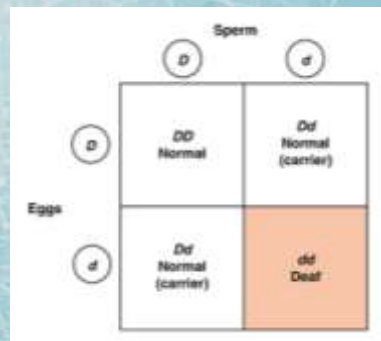 Sperm
D
d
D
DD
Normal
Dd
Normal
(carrier)
Eggs
d
Dd
Normal
(carrier)
dd
Deaf